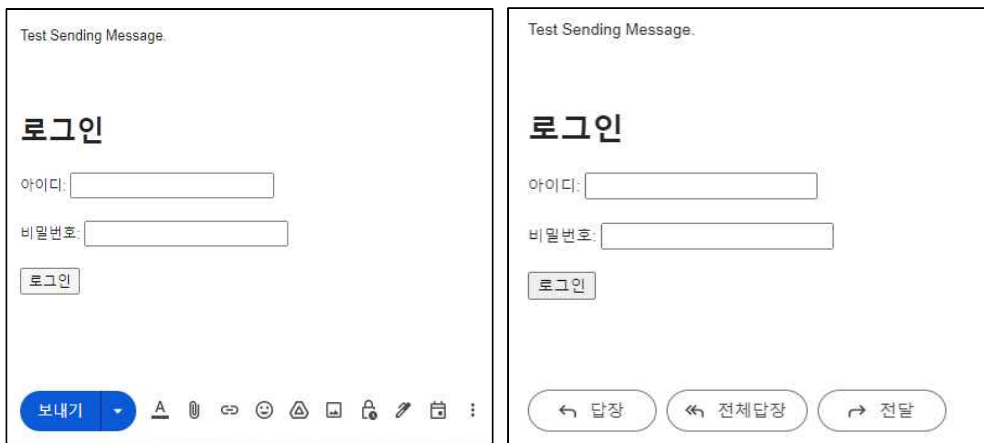 Test Sending Message.
로그인
아이디:
비밀번호:
로그인
보내기
Test Sending Message.
로그인
아이디:
비밀번호:
로그인
답장 전체답장 전달